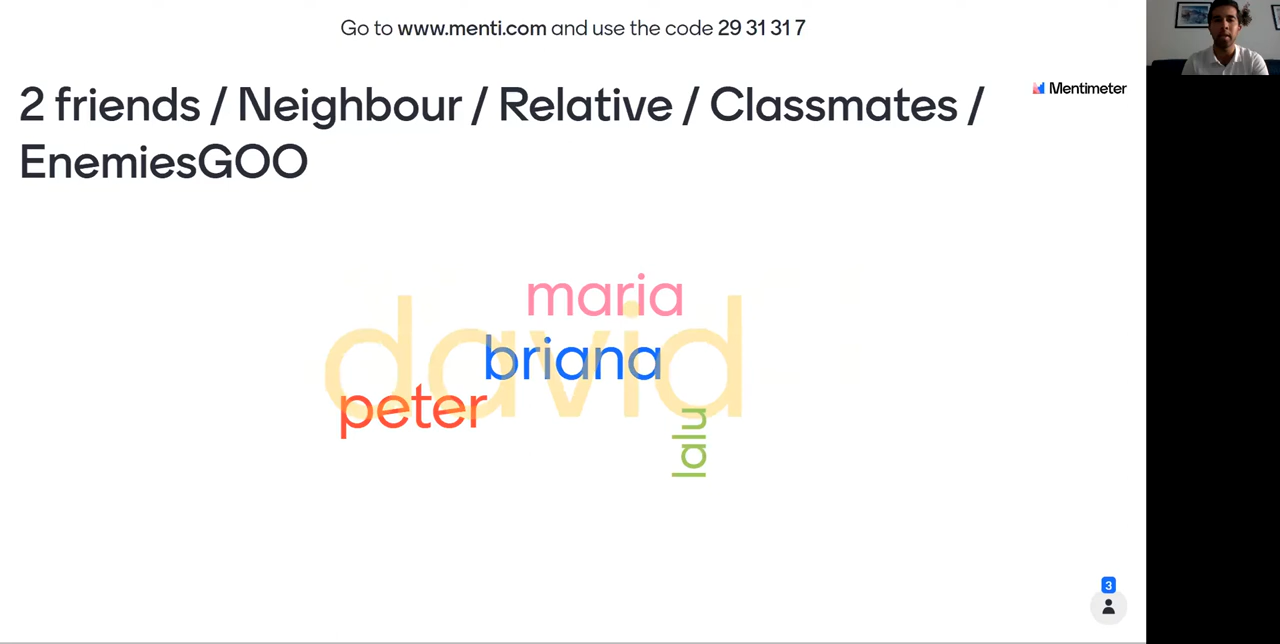 Go to www.menti.com and use the code 29 31 31 7
2 friends / Neighbour / Relative / Classmates /
EnemiesGOO
Mentimeter
maria
david
briana
peter
lalu
3